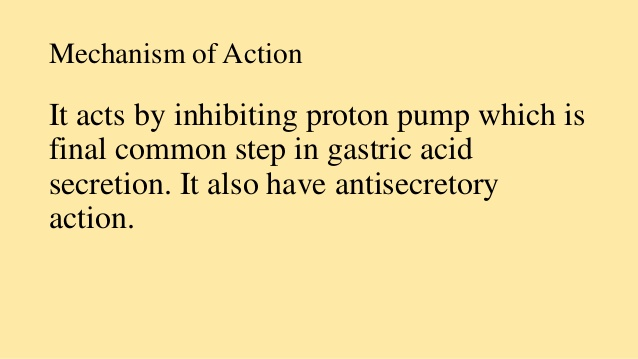 Mechanism of Action
It acts by inhibiting proton pump which is
final common step in gastric acid
secretion. It also have antisecretory
action.